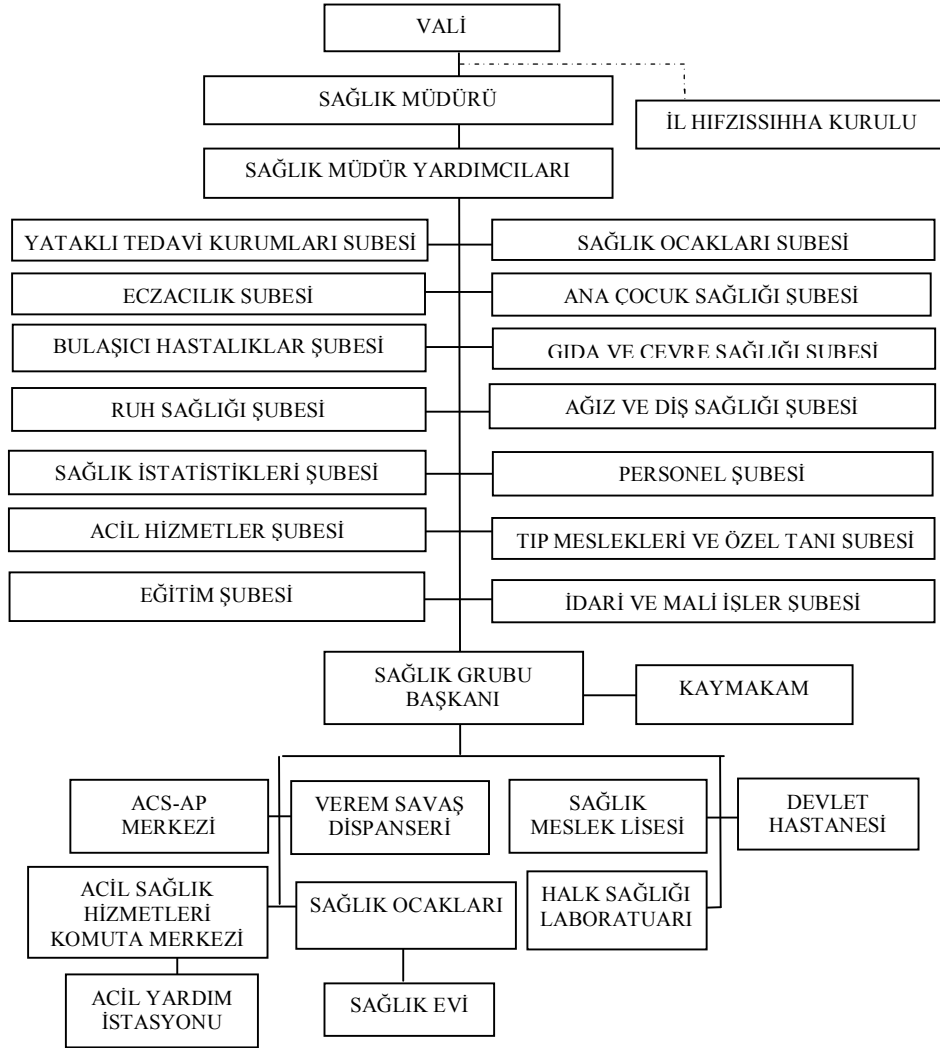 VALİ
SAĞLIK MÜDÜRÜ
İL HIFZISSIHHA KURULU
SAĞLIK MÜDÜR YARDIMCILARI
YATAKLI TEDAVİ KURUMLARI SUBESİ
SAĞLIK OCAKLARI SUBESİ
ECZACILIK SUBESİ
ANA ÇOCUK SAĞLIĞI ŞUBESİ
BULAŞICI HASTALIKLAR ŞUBESİ
GIDA VE CEVRE SAĞLIĞI SUBESİ
RUH SAĞLIĞI ŞUBESİ
AĞIZ VE DİŞ SAĞLIĞI ŞUBESİ
SAĞLIK İSTATİSTİKLERİ ŞUBESİ
PERSONEL ŞUBESİ
ACİL HİZMETLER ŞUBESİ
TIP MESLEKLERİ VE ÖZEL TANI SUBESİ
EĞİTİM ŞUBESİ
İDARİ VE MALİ İŞLER ŞUBESİ
SAĞLIK GRUBU
BAŞKANI
KAYMAKAM
ACS-AP
MERKEZİ
VEREM SAVAŞ
DİSPANSERİ
SAĞLIK
MESLEK LİSESİ
DEVLET
HASTANESİ
ACİL SAĞLIK
HİZMETLERİ
KOMUTA MERKEZİ
SAĞLIK OCAKLARI
HALK SAĞLIĞI
LABORATUARI
ACİL YARDIM
İSTASYONU
SAĞLIK EVİ